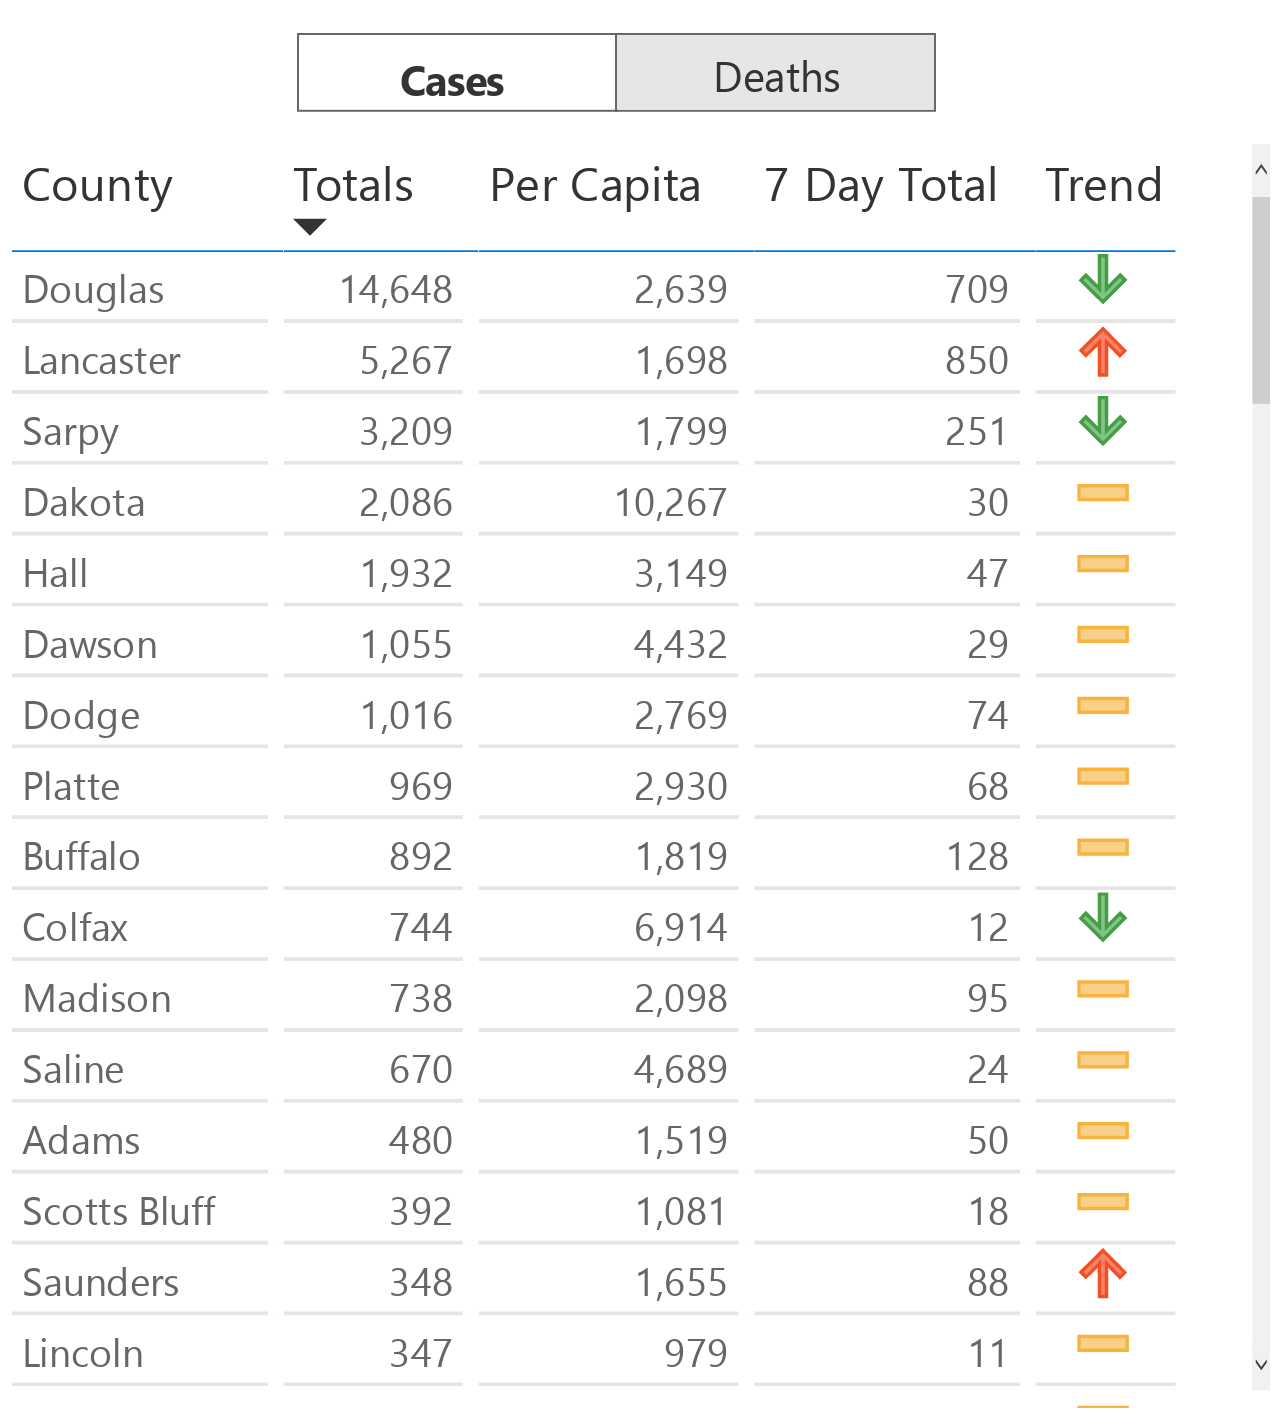 Cases Deaths
County Totals Per Capita 7 Day Total Trend
Douglas 14,648 2,639 709
Lancaster 5,267 1,698 850
Sarpy 3,209 1,799 251
Dakota 2,086 10,267 30
Hall 1,932 3,149 47
Dawson 1,055 4,432 29
Dodge 1,016 2,769 74
Platte 969 2,930 68
Buffalo 892 1,819 128
Colfax 744 6,914 12
Madison 738 2,098 95
Saline 670 4,689 24
Adams 480 1,519 50
Scotts Bluff 392 1,081 18
Saunders 348 1,655 88
Lincoln 347 979 11